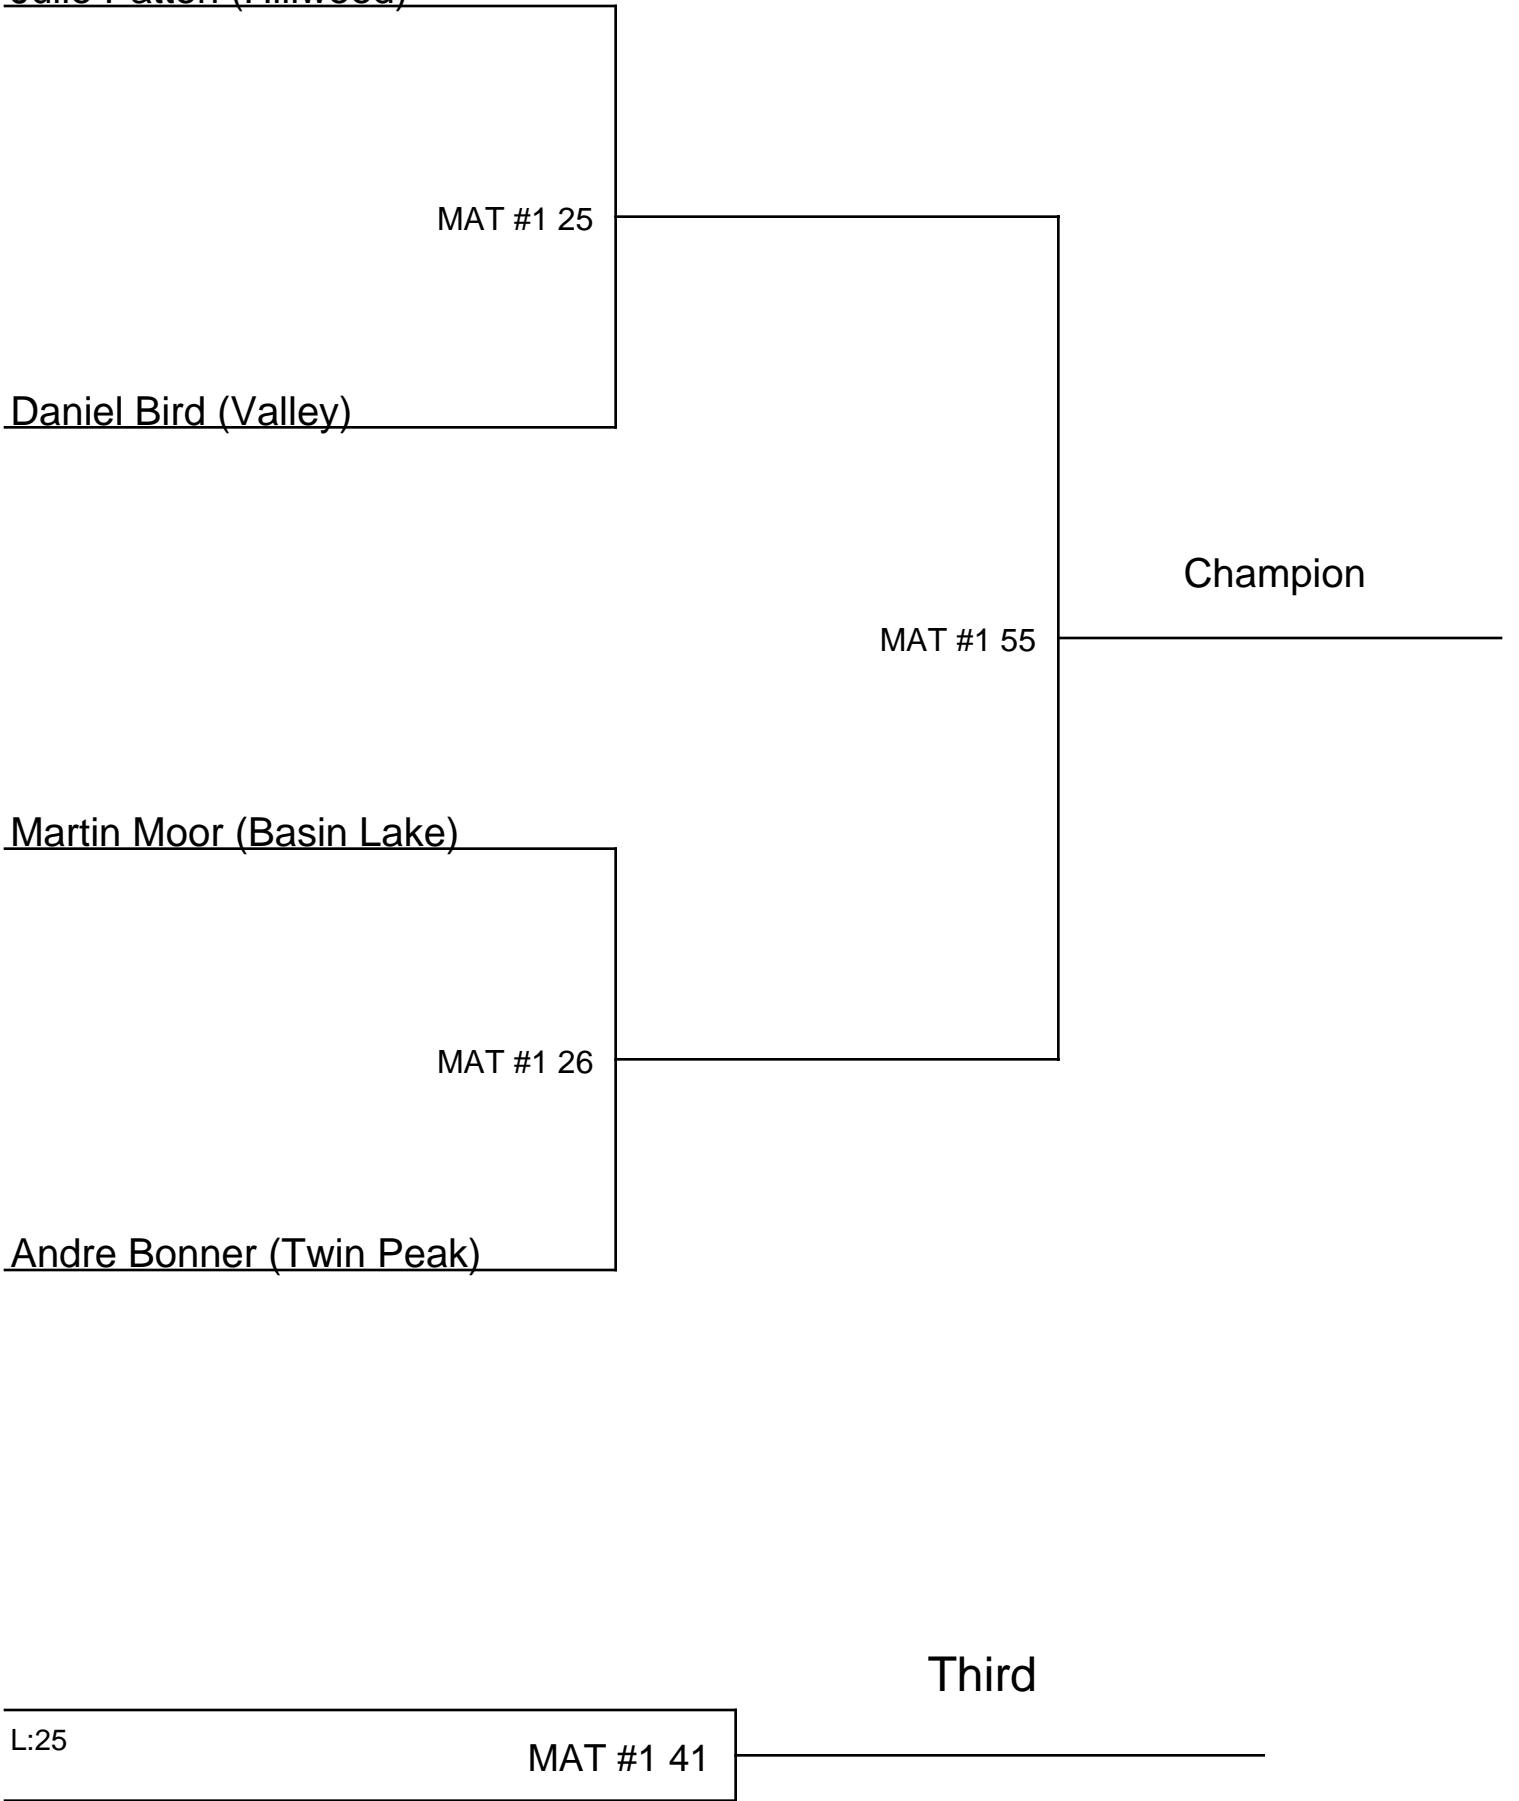 MAT #1 25
Daniel Bird (Valley)
Champion
MAT #1 55
Martin Moor (Basin Lake)
MAT #1 26
Andre Bonner (Twin Peak)
Third
L:25
MAT #1 41